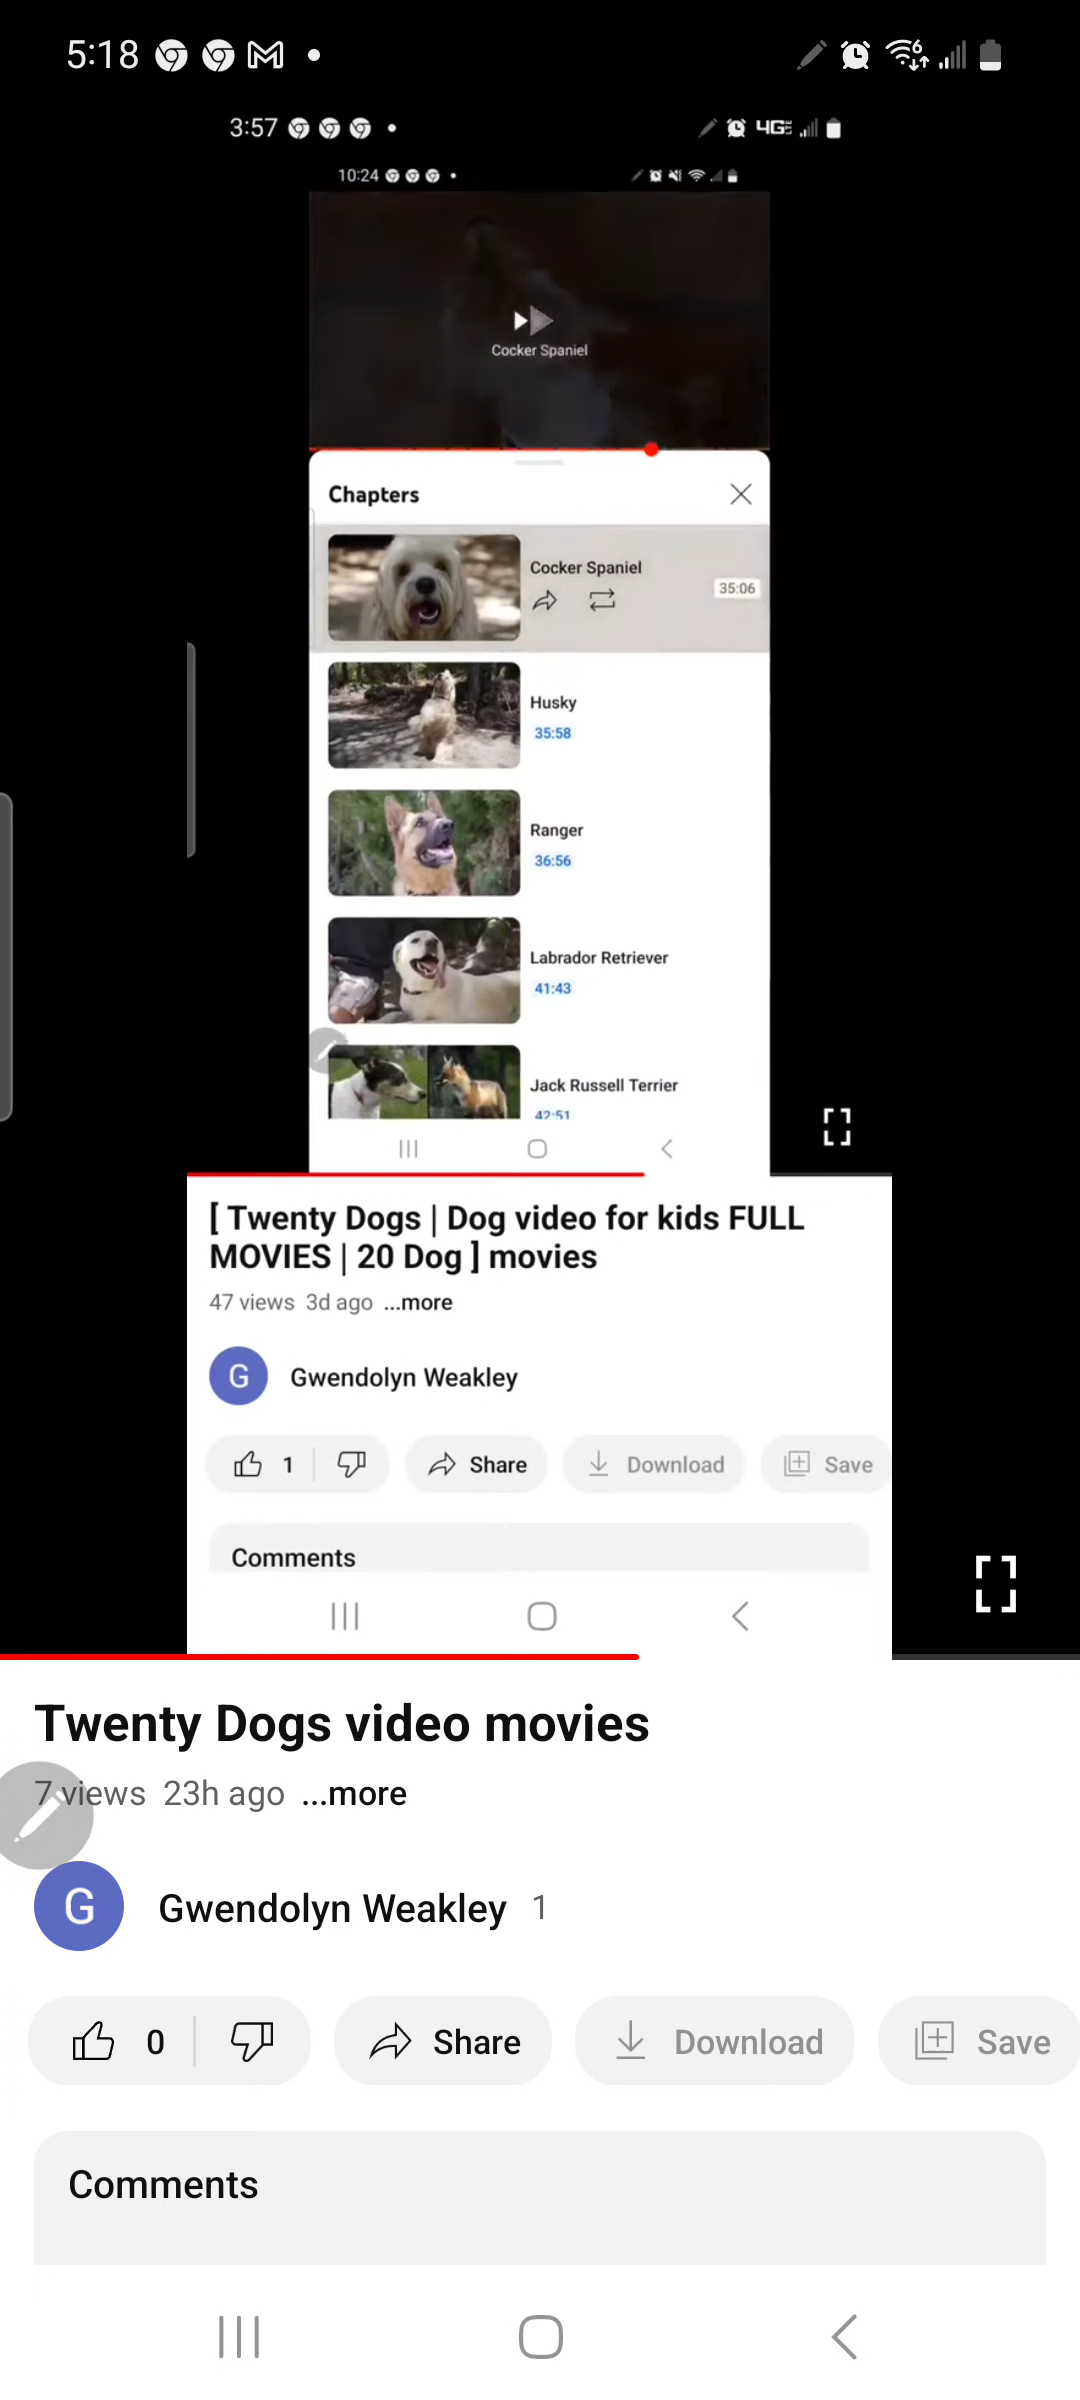 5:18
3:57
4GE
10:24
Cocker Spaniel
Chapters
Cocker Spaniel
35:06
Husky
35:58
Ranger
36:56
Labrador Retriever
41:43
Jack Russell Terrier
42:51
[ Twenty Dogs | Dog video for kids FULL
MOVIES | 20 Dog ] movies
47 views 3d ago ...more
G Gwendolyn Weakley
1 Share Download Save
Comments
Twenty Dogs video movies
7 views 23h ago ...more
G Gwendolyn Weakley 1
0 Share Download Save
Comments